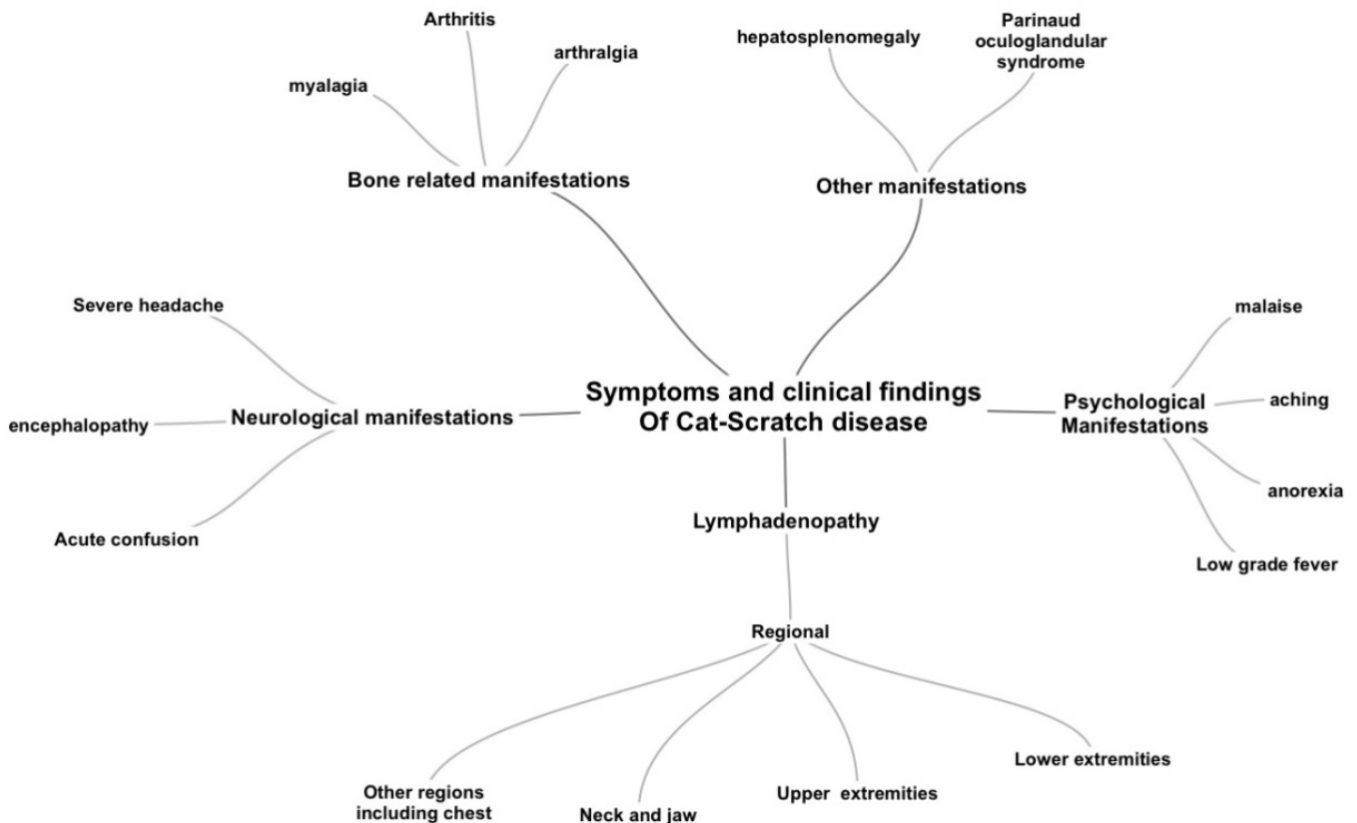 Arthritis
arthralgia
myalagia
Bone related manifestations
hepatosplenomegaly
Parinaud
oculoglandular
syndrome
Other manifestations
Severe headache
encephalopathy
Acute confusion
Neurological manifestations
Symptoms and clinical findings
Of Cat-Scratch disease
Psychological
Manifestations
malaise
aching
anorexia
Low grade fever
Lymphadenopathy
Regional
Other regions
including chest
Neck and jaw
Upper extremities
Lower extremities